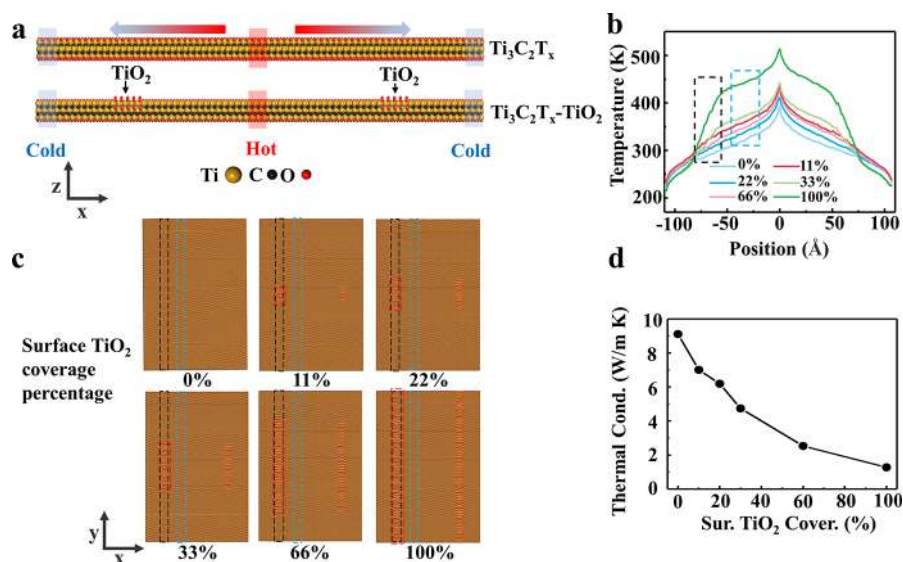 a
Ti₃C₂Tₓ
TiO₂ TiO₂
Ti₃C₂Tₓ-TiO₂
Cold Hot Cold
Ti C O
z
x
b
Temperature (K)
500
400
300
200
0% 11%
22% 33%
66% 100%
-100 -50 0 50 100
Position (Å)
c
Surface TiO₂
coverage
percentage
0% 11% 22%
33% 66% 100%
y
x
d
Thermal Cond. (W/m K)
10
8
6
4
2
0
0 20 40 60 80 100
Sur. TiO₂ Cover. (%)